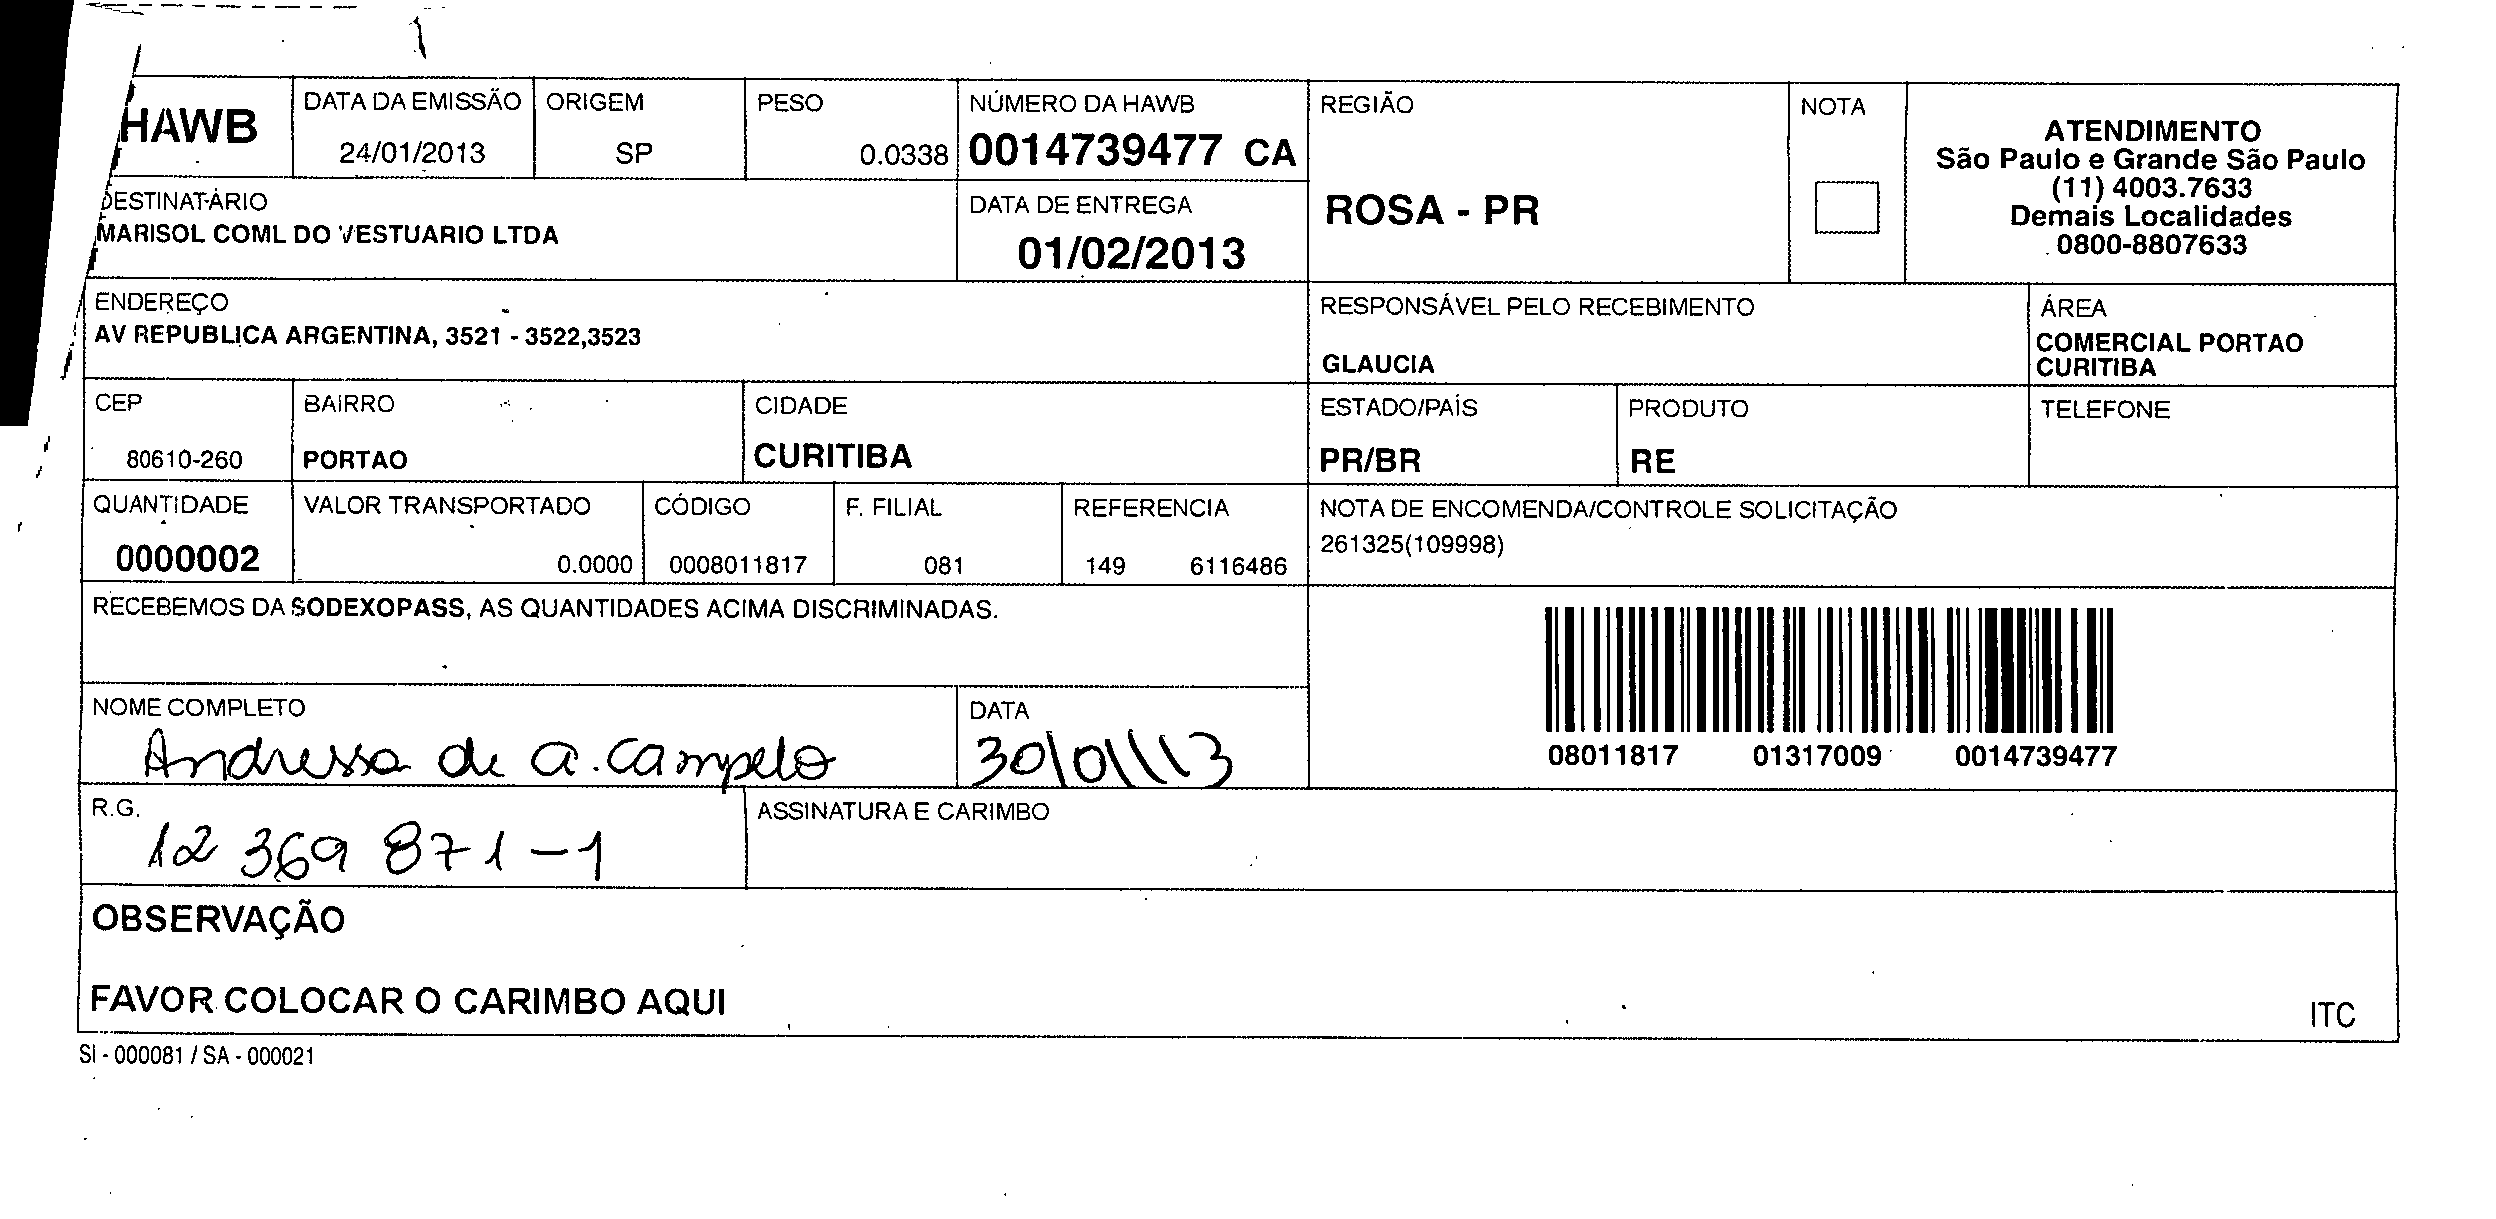 HAWB
DATA DA EMISSÃO
24/01/2013
ORIGEM
SP
PESO
0.0338
NÚMERO DA HAWB
0014739477 CA
REGIÃO
ROSA - PR
NOTA
ATENDIMENTO
São Paulo e Grande São Paulo
(11) 4003.7633
Demais Localidades
0800-8807633
DESTINATÁRIO
MARISOL COML DO VESTUARIO LTDA
DATA DE ENTREGA
01/02/2013
ENDEREÇO
AV REPUBLICA ARGENTINA, 3521 - 3522,3523
RESPONSÁVEL PELO RECEBIMENTO
GLAUCIA
ÁREA
COMERCIAL PORTAO
CURITIBA
CEP
80610-260
BAIRRO
PORTAO
CIDADE
CURITIBA
ESTADO/PAÍS
PR/BR
PRODUTO
RE
TELEFONE
QUANTIDADE
0000002
VALOR TRANSPORTADO
0.0000
CÓDIGO
0008011817
F. FILIAL
081
REFERENCIA
149 6116486
NOTA DE ENCOMENDA/CONTROLE SOLICITAÇÃO
261325(109998)
RECEBEMOS DA SODEXOPASS, AS QUANTIDADES ACIMA DISCRIMINADAS.
NOME COMPLETO
Andressa de a. Campelo
DATA
30/01/13
08011817 01317009 0014739477
R.G.
12 369 871-1
ASSINATURA E CARIMBO
OBSERVAÇÃO
FAVOR COLOCAR O CARIMBO AQUI
ITC
SI - 000081 / SA - 000021